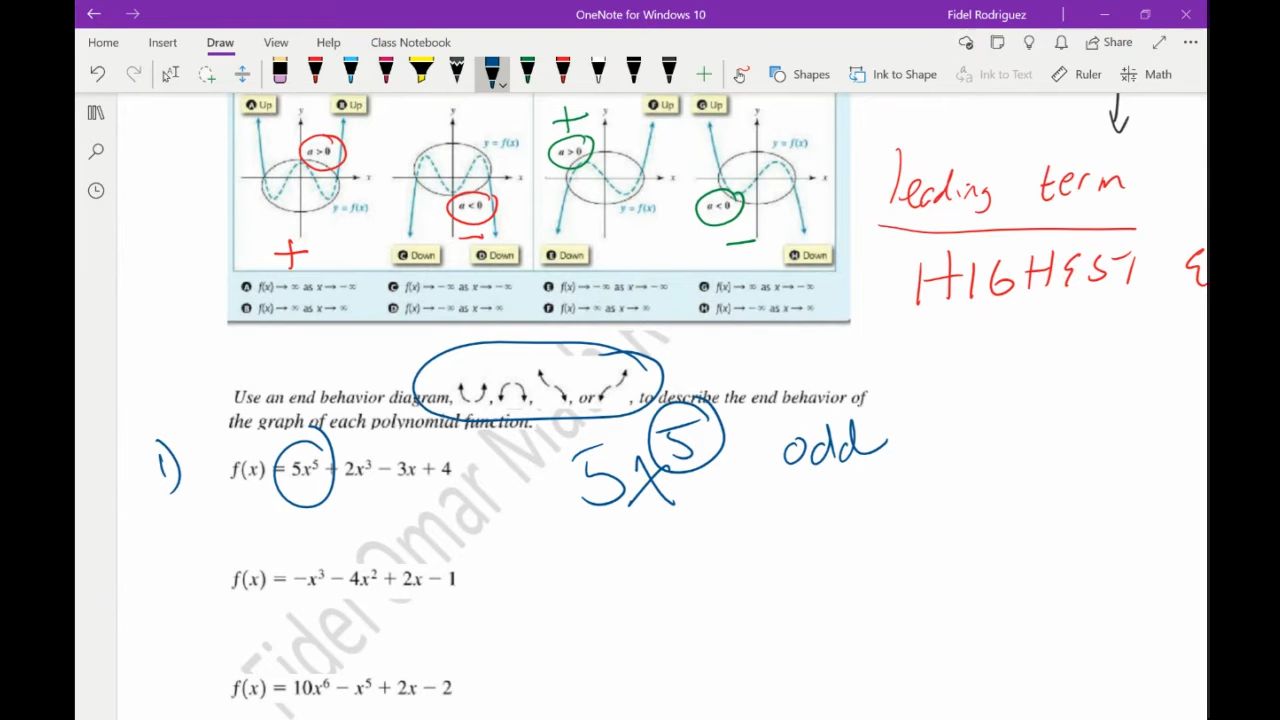 OneNote for Windows 10
Fidel Rodriguez
Home Insert Draw View Help Class Notebook
Share
Shapes Ink to Shape Ink to Text Ruler Math
A Up B Up F Up G Up
y y y y
a > 0 y = f(x) + a > 0 y = f(x)
x x x x
y = f(x) a < 0 y = f(x) a < 0
+ − −
C Down D Down E Down H Down
A f(x) → ∞ as x → −∞ C f(x) → −∞ as x → −∞ E f(x) → −∞ as x → −∞ G f(x) → ∞ as x → −∞
B f(x) → ∞ as x → ∞ D f(x) → −∞ as x → ∞ F f(x) → ∞ as x → ∞ H f(x) → −∞ as x → ∞
leading term
HIGHEST
Use an end behavior diagram, , , , or , to describe the end behavior of
the graph of each polynomial function.
1) f(x) = 5x⁵ + 2x³ − 3x + 4 5x⁵ odd
f(x) = −x³ − 4x² + 2x − 1
f(x) = 10x⁶ − x⁵ + 2x − 2
Fidel Omar Ma